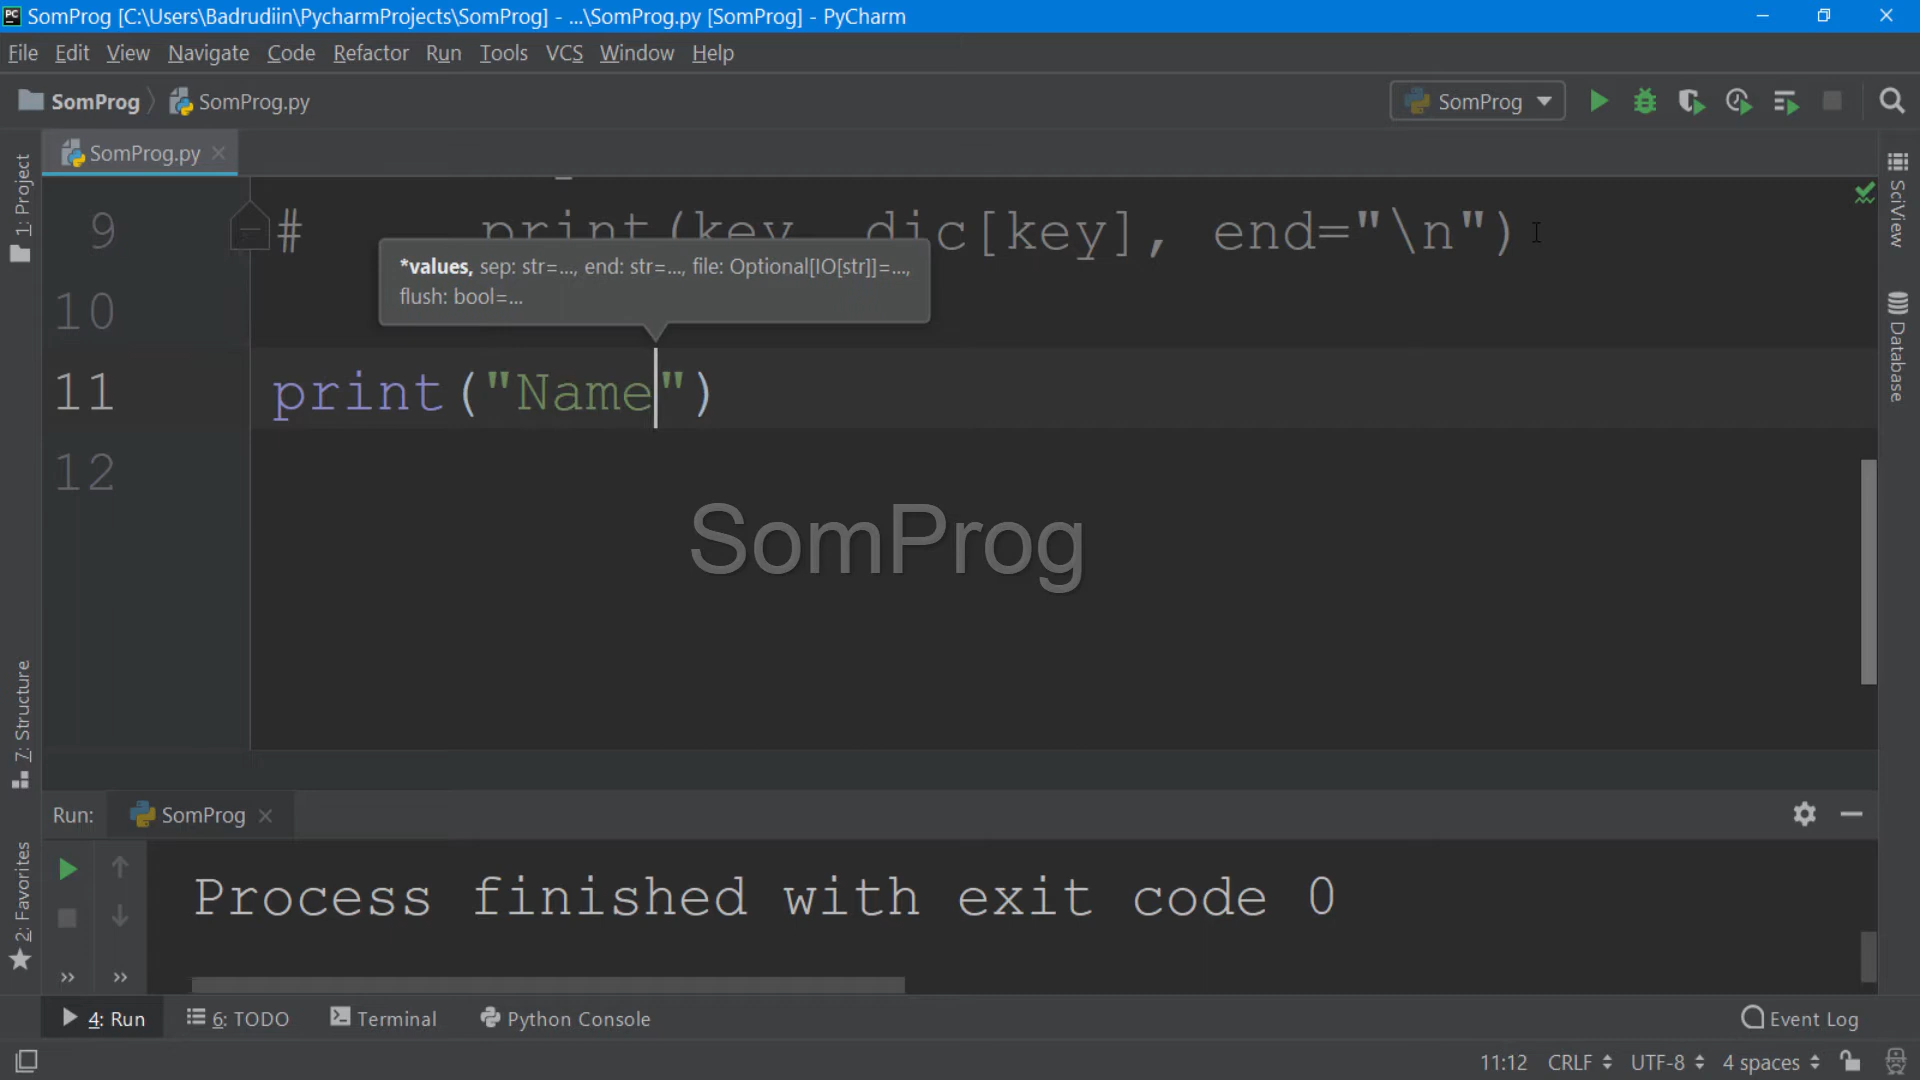 SomProg [C:\Users\Badrudiin\PycharmProjects\SomProg] - ...\SomProg.py [SomProg] - PyCharm
File Edit View Navigate Code Refactor Run Tools VCS Window Help
SomProg SomProg.py SomProg
1: Project
SomProg.py
SciView
Database
9 # print(key, dic[key], end="\n")
*values, sep: str=..., end: str=..., file: Optional[IO[str]]=...,
flush: bool=...
10
11 print("Name")
12
SomProg
7: Structure
2: Favorites
Run: SomProg
Process finished with exit code 0
4: Run 6: TODO Terminal Python Console Event Log
11:12 CRLF UTF-8 4 spaces